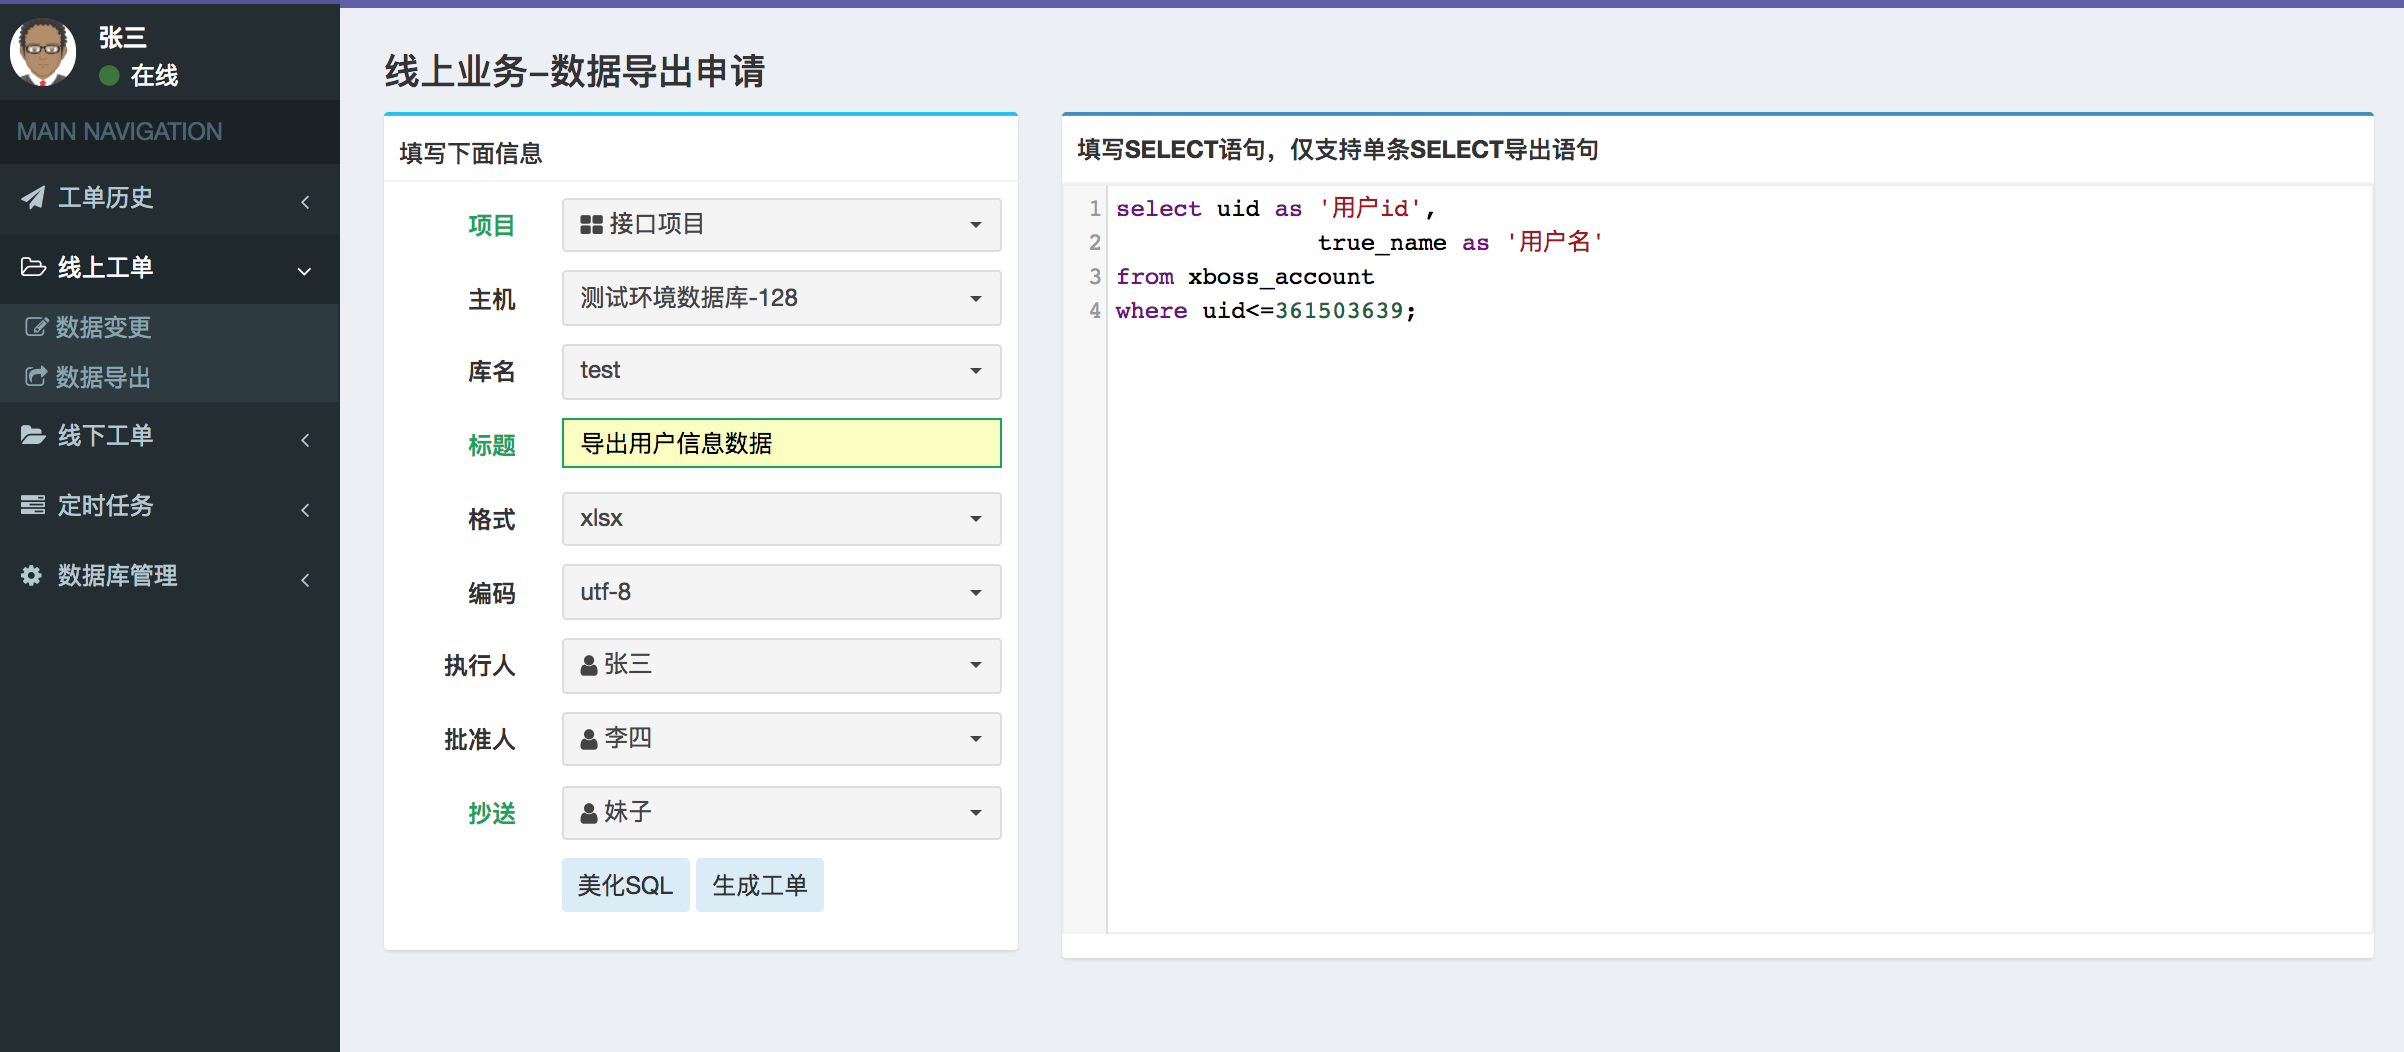 张三
在线
MAIN NAVIGATION
工单历史
线上工单
数据变更
数据导出
线下工单
定时任务
数据库管理
线上业务–数据导出申请
填写下面信息
项目 接口项目
主机 测试环境数据库-128
库名 test
标题 导出用户信息数据
格式 xlsx
编码 utf-8
执行人 张三
批准人 李四
抄送 妹子
美化SQL 生成工单
填写SELECT语句，仅支持单条SELECT导出语句
1 select uid as '用户id',
2 true_name as '用户名'
3 from xboss_account
4 where uid<=361503639;